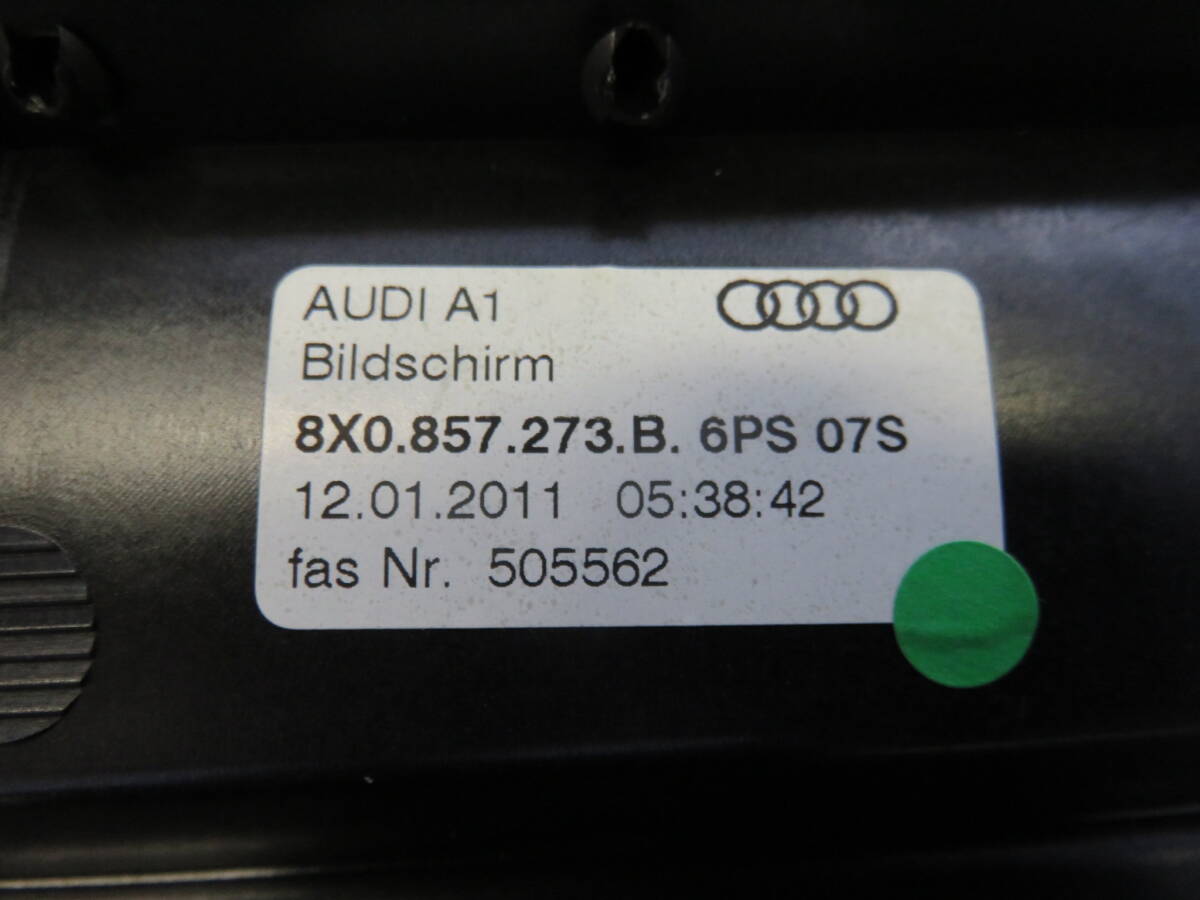 AUDI A1
Bildschirm
8X0.857.273.B. 6PS 07S
12.01.2011 05:38:42
fas Nr. 505562